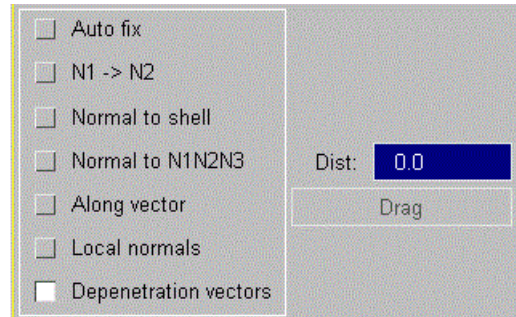 Auto fix
N1 -> N2
Normal to shell
Normal to N1N2N3
Dist: 0.0
Along vector
Drag
Local normals
Depenetration vectors